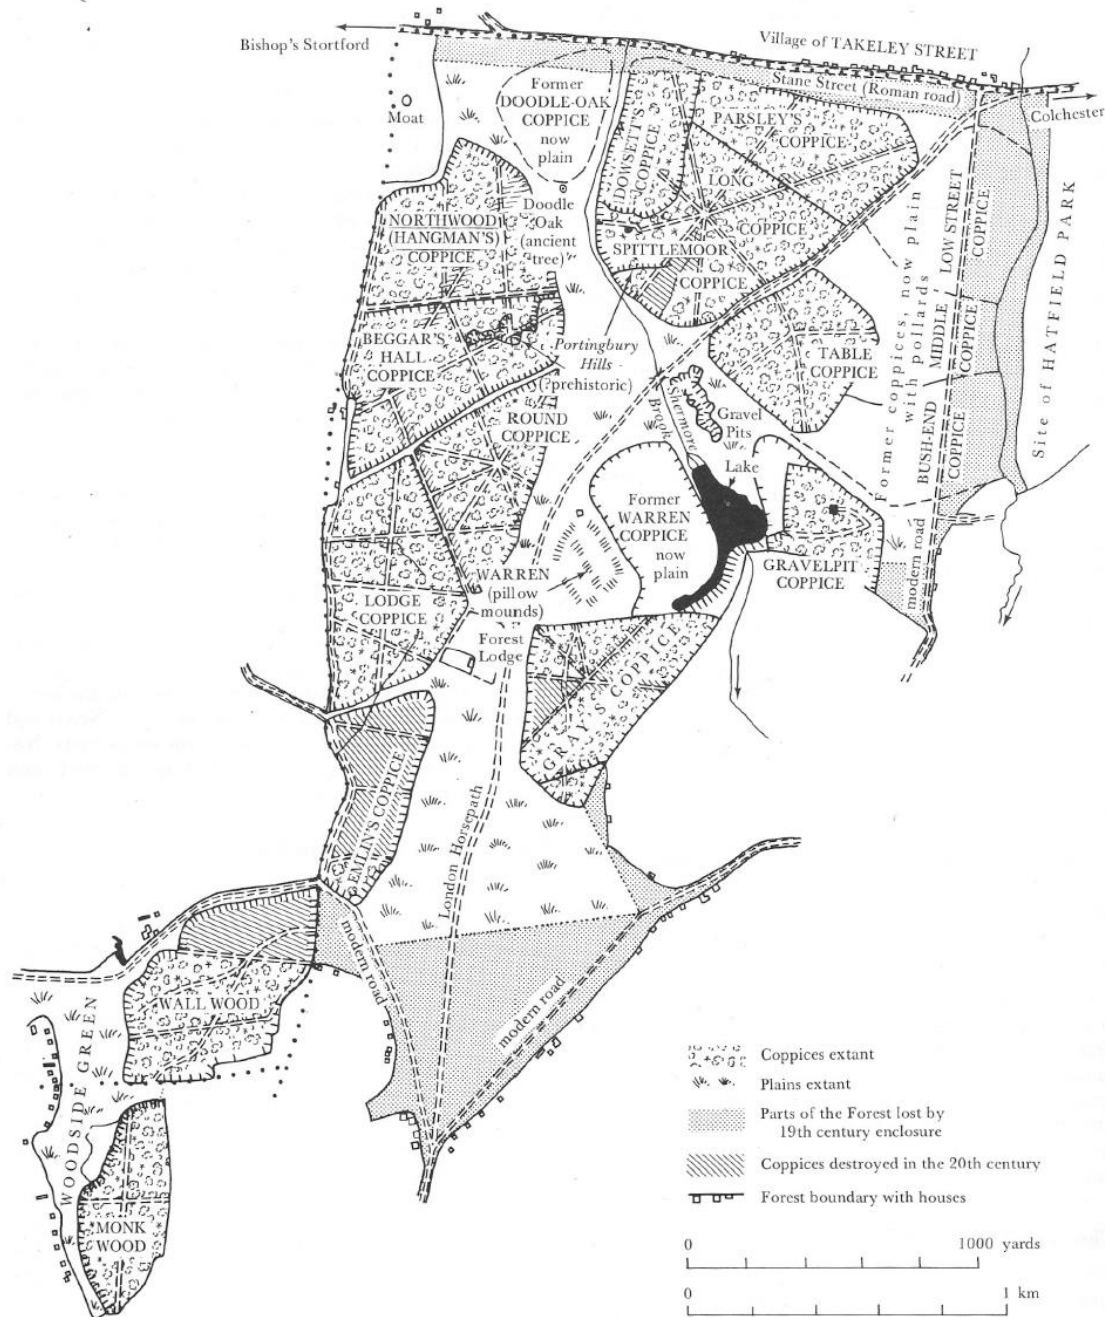 Bishop's Stortford
Village of TAKELEY STREET
Stane Street (Roman road)
Colchester
Moat
Former
DOODLE-OAK
COPPICE
now
plain
DOWSETT'S
COPPICE
PARSLEY'S
COPPICE
LONG
COPPICE
NORTHWOOD
(HANGMAN'S)
COPPICE
Doodle
Oak
(ancient
tree)
SPITTLEMOOR
COPPICE
Former coppices, now plain
with pollards
LOW STREET
COPPICE
MIDDLE
COPPICE
BUSH-END
COPPICE
Site of HATFIELD PARK
BEGGAR'S
HALL
COPPICE
Portingbury
Hills
(?prehistoric)
TABLE
COPPICE
ROUND
COPPICE
Shermore
Brook
Gravel
Pits
Lake
Former
WARREN
COPPICE
now
plain
GRAVELPIT
COPPICE
modern road
WARREN
(pillow
mounds)
LODGE
COPPICE
Forest
Lodge
GRAY'S COPPICE
EMLIN'S COPPICE
London Horsepath
modern road
modern road
WALL WOOD
WOODSIDE GREEN
MONK
WOOD
Coppices extant
Plains extant
Parts of the Forest lost by
19th century enclosure
Coppices destroyed in the 20th century
Forest boundary with houses
0 1000 yards
0 1 km